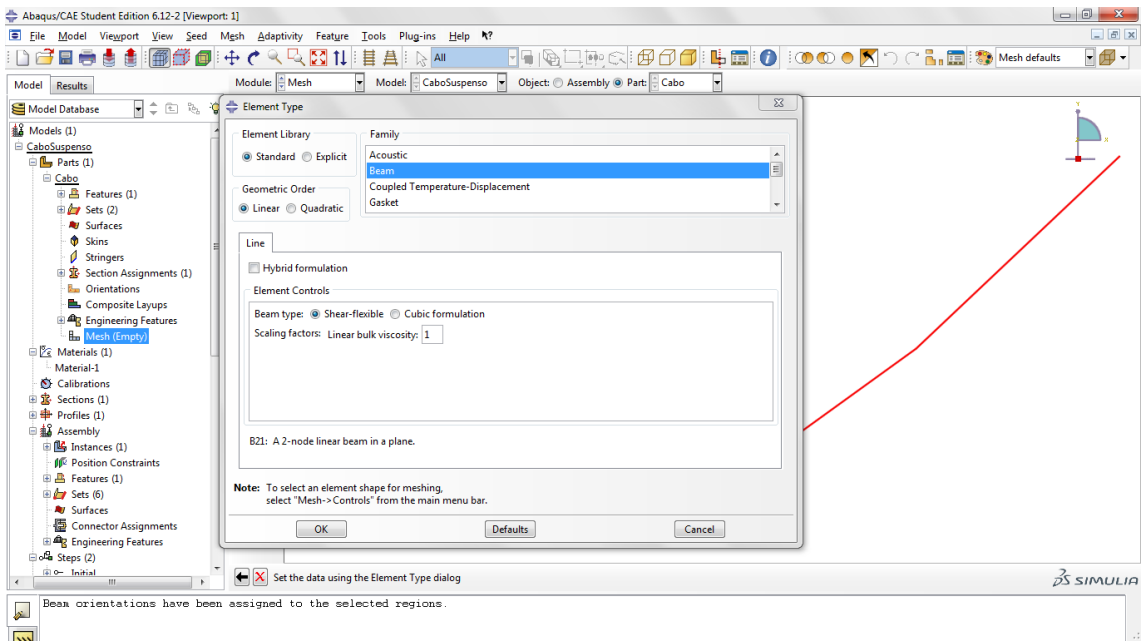 Abaqus/CAE Student Edition 6.12-2 [Viewport: 1]
File Model Viewport View Seed Mesh Adaptivity Feature Tools Plug-ins Help
All
Mesh defaults
Model Results
Module: Mesh Model: CaboSuspenso Object: Assembly Part: Cabo
Model Database
Models (1)
CaboSuspenso
Parts (1)
Cabo
Features (1)
Sets (2)
Surfaces
Skins
Stringers
Section Assignments (1)
Orientations
Composite Layups
Engineering Features
Mesh (Empty)
Materials (1)
Material-1
Calibrations
Sections (1)
Profiles (1)
Assembly
Instances (1)
Position Constraints
Features (1)
Sets (6)
Surfaces
Connector Assignments
Engineering Features
Steps (2)
Initial
Element Type
Element Library
Standard Explicit
Geometric Order
Linear Quadratic
Family
Acoustic
Beam
Coupled Temperature-Displacement
Gasket
Line
Hybrid formulation
Element Controls
Beam type: Shear-flexible Cubic formulation
Scaling factors: Linear bulk viscosity: 1
B21: A 2-node linear beam in a plane.
Note: To select an element shape for meshing,
select "Mesh->Controls" from the main menu bar.
OK Defaults Cancel
Y
X
Set the data using the Element Type dialog
SIMULIA
Beam orientations have been assigned to the selected regions.